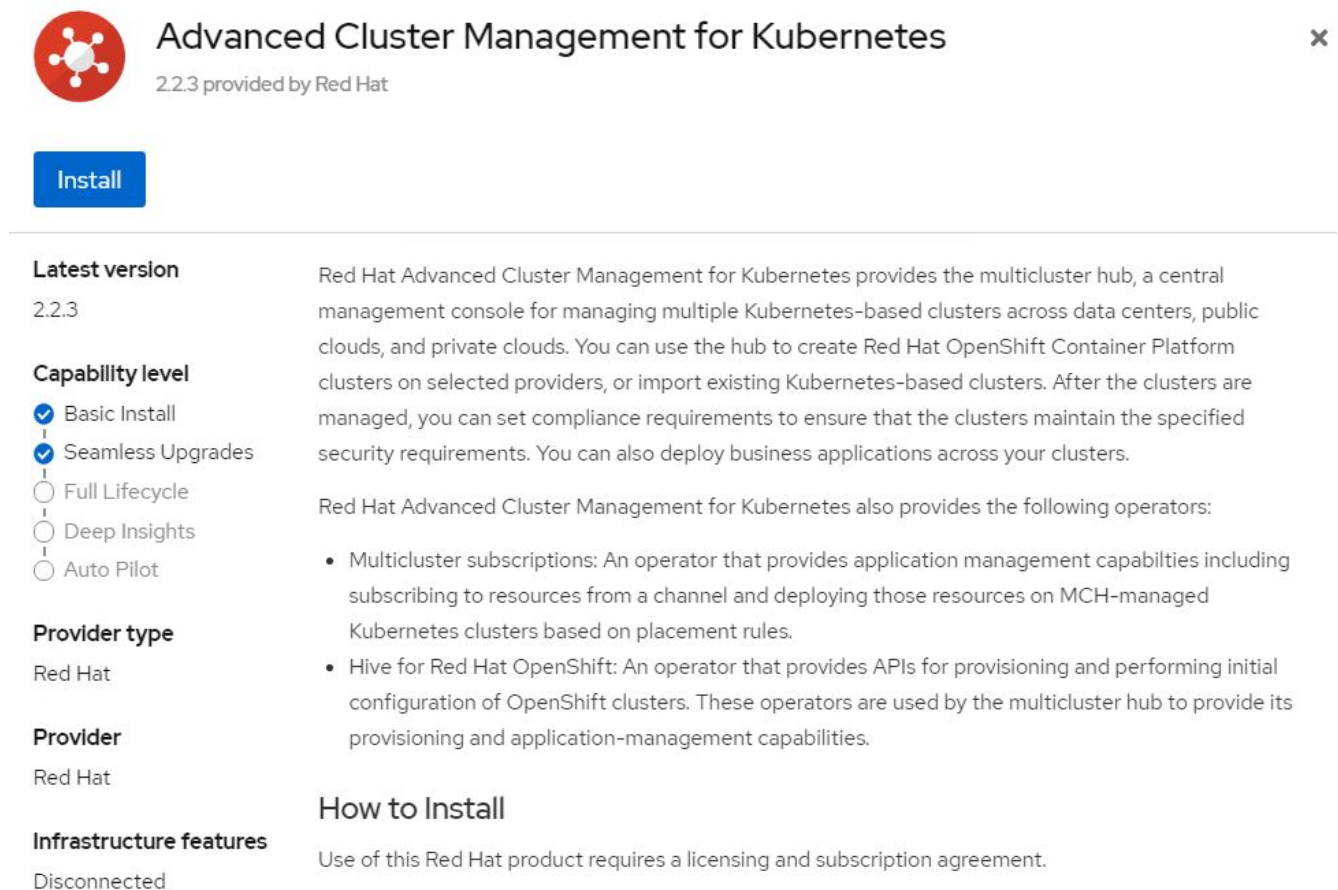 Advanced Cluster Management for Kubernetes
2.2.3 provided by Red Hat
Install
Latest version
2.2.3
Capability level
Basic Install
Seamless Upgrades
Full Lifecycle
Deep Insights
Auto Pilot
Provider type
Red Hat
Provider
Red Hat
Infrastructure features
Disconnected
Red Hat Advanced Cluster Management for Kubernetes provides the multicluster hub, a central
management console for managing multiple Kubernetes-based clusters across data centers, public
clouds, and private clouds. You can use the hub to create Red Hat OpenShift Container Platform
clusters on selected providers, or import existing Kubernetes-based clusters. After the clusters are
managed, you can set compliance requirements to ensure that the clusters maintain the specified
security requirements. You can also deploy business applications across your clusters.
Red Hat Advanced Cluster Management for Kubernetes also provides the following operators:
• Multicluster subscriptions: An operator that provides application management capabilties including
subscribing to resources from a channel and deploying those resources on MCH-managed
Kubernetes clusters based on placement rules.
• Hive for Red Hat OpenShift: An operator that provides APIs for provisioning and performing initial
configuration of OpenShift clusters. These operators are used by the multicluster hub to provide its
provisioning and application-management capabilities.
How to Install
Use of this Red Hat product requires a licensing and subscription agreement.